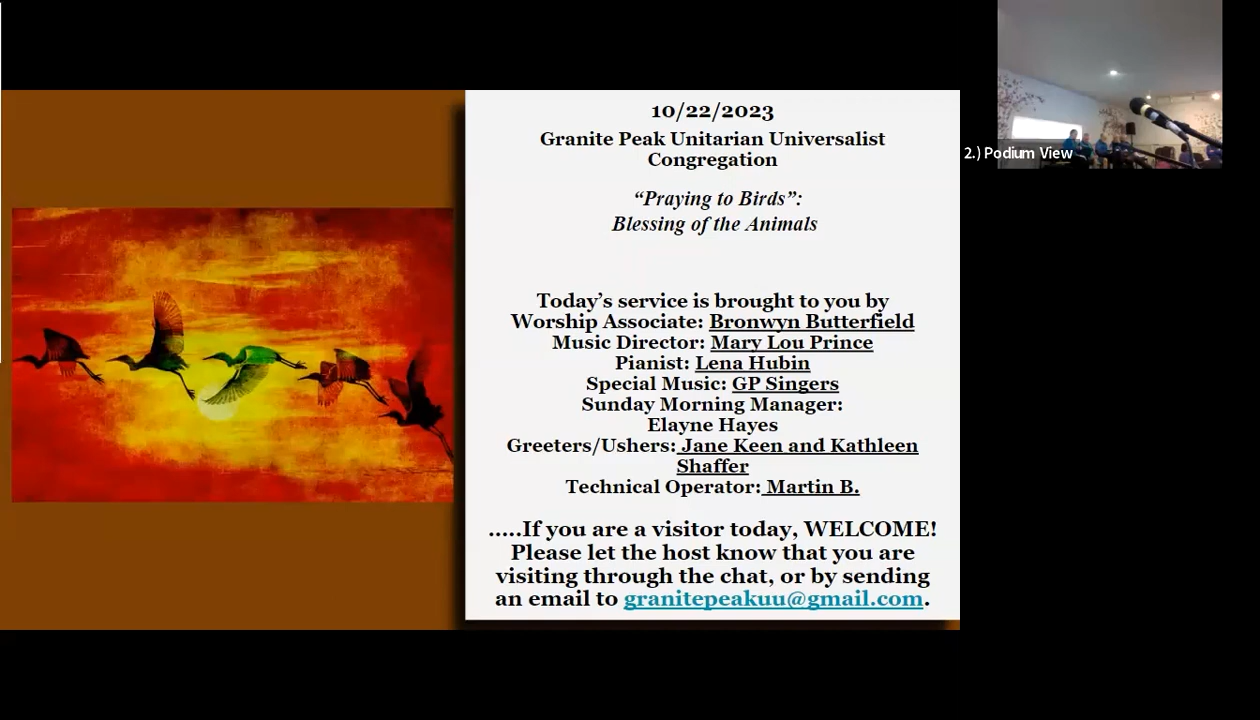 10/22/2023
Granite Peak Unitarian Universalist
Congregation
“Praying to Birds”:
Blessing of the Animals
Today’s service is brought to you by
Worship Associate: Bronwyn Butterfield
Music Director: Mary Lou Prince
Pianist: Lena Hubin
Special Music: GP Singers
Sunday Morning Manager:
Elayne Hayes
Greeters/Ushers: Jane Keen and Kathleen
Shaffer
Technical Operator: Martin B.
.....If you are a visitor today, WELCOME!
Please let the host know that you are
visiting through the chat, or by sending
an email to granitepeakuu@gmail.com.
2.) Podium View